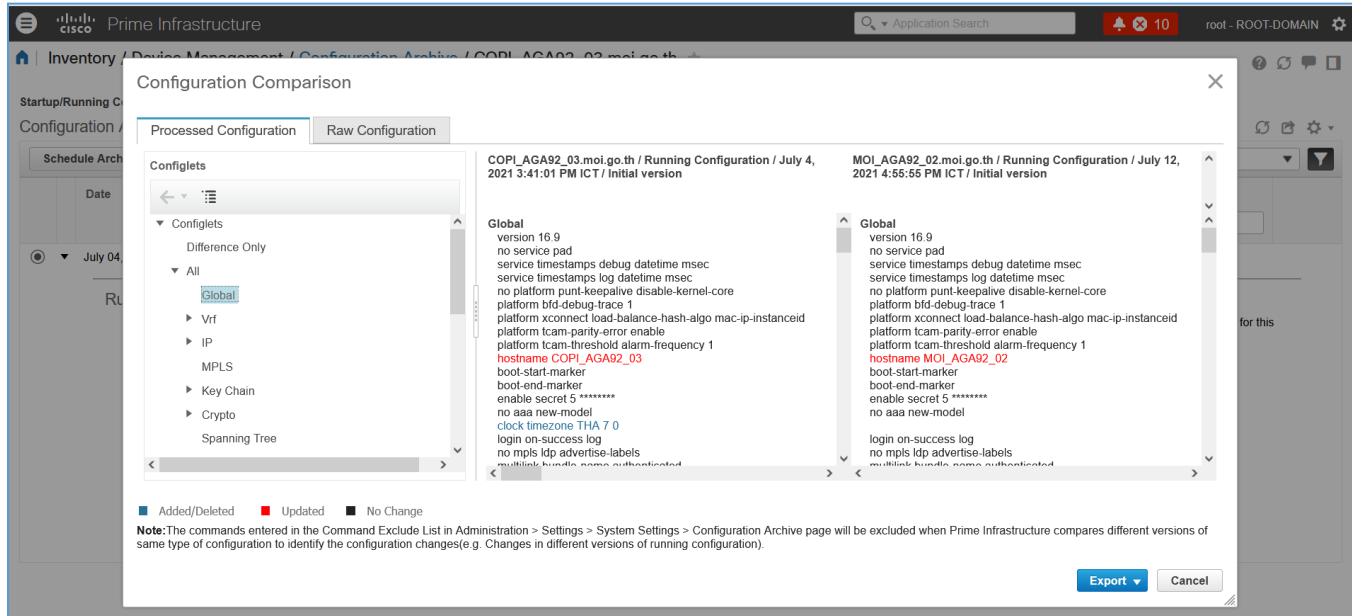 cisco Prime Infrastructure
Application Search
10
root - ROOT-DOMAIN
Inventory / Device Management / Configuration Archive / COPI_AGA92_03.moi.go.th
Startup/Running
Configuration
Schedule
Date
July 04,
for this
Configuration Comparison
Processed Configuration
Raw Configuration
Configlets
Configlets
Difference Only
All
Global
Vrf
IP
MPLS
Key Chain
Crypto
Spanning Tree
COPI_AGA92_03.moi.go.th / Running Configuration / July 4,
2021 3:41:01 PM ICT / Initial version
Global
version 16.9
no service pad
service timestamps debug datetime msec
service timestamps log datetime msec
no platform punt-keepalive disable-kernel-core
platform bfd-debug-trace 1
platform xconnect load-balance-hash-algo mac-ip-instanceid
platform tcam-parity-error enable
platform tcam-threshold alarm-frequency 1
hostname COPI_AGA92_03
boot-start-marker
boot-end-marker
enable secret 5 ********
no aaa new-model
clock timezone THA 7 0
login on-success log
no mpls ldp advertise-labels
multilink bundle-name authenticated
MOI_AGA92_02.moi.go.th / Running Configuration / July 12,
2021 4:55:55 PM ICT / Initial version
Global
version 16.9
no service pad
service timestamps debug datetime msec
service timestamps log datetime msec
no platform punt-keepalive disable-kernel-core
platform bfd-debug-trace 1
platform xconnect load-balance-hash-algo mac-ip-instanceid
platform tcam-parity-error enable
platform tcam-threshold alarm-frequency 1
hostname MOI_AGA92_02
boot-start-marker
boot-end-marker
enable secret 5 ********
no aaa new-model
login on-success log
no mpls ldp advertise-labels
multilink bundle-name authenticated
Added/Deleted
Updated
No Change
Note:The commands entered in the Command Exclude List in Administration > Settings > System Settings > Configuration Archive page will be excluded when Prime Infrastructure compares different versions of
same type of configuration to identify the configuration changes(e.g. Changes in different versions of running configuration).
Export
Cancel